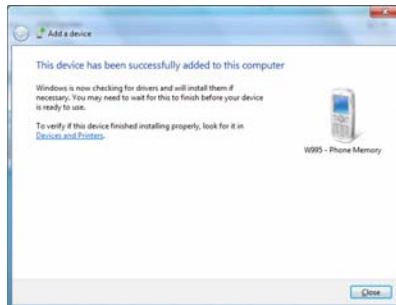 Add a device
This device has been successfully added to this computer
Windows is now checking for drivers and will install them if
necessary. You may need to wait for this to finish before your device
is ready to use.
To verify if this device finished installing properly, look for it in
Devices and Printers.
W995 - Phone Memory
Close